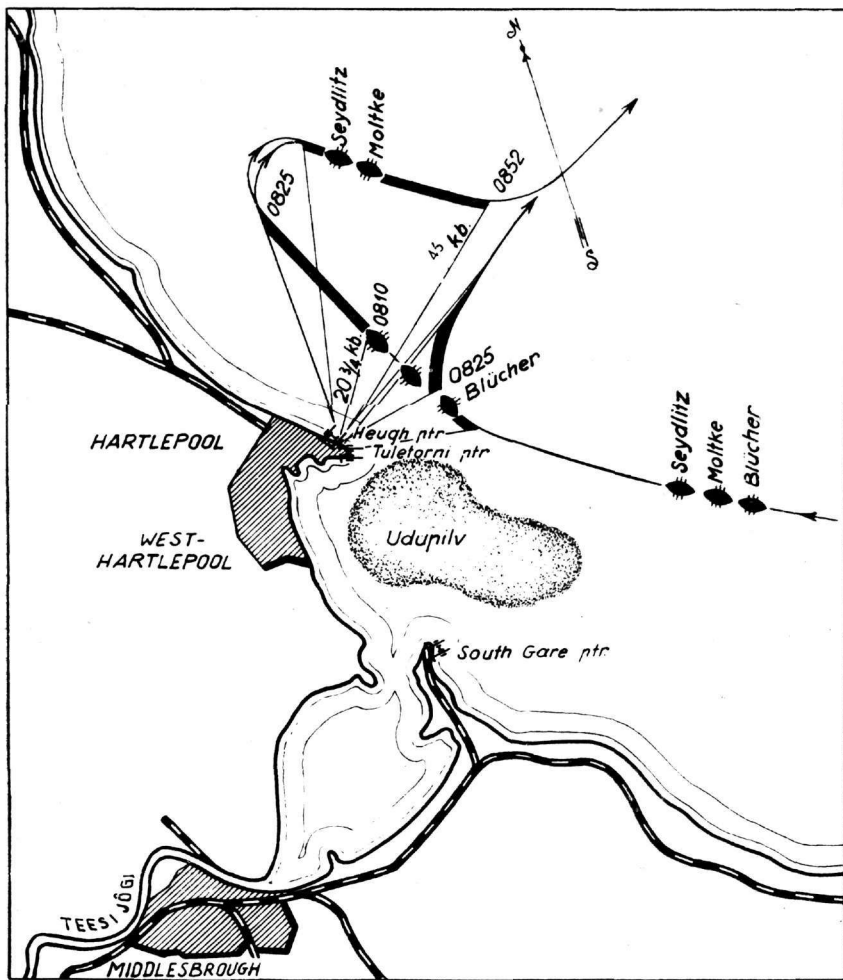 N
Seydlitz
Moltke
0825
0852
45 kb.
0810
20 3/4 kb.
S
0825
Blücher
HARTLEPOOL
Heugh ptr
Tuletorni ptr
Seydlitz
Moltke
Blücher
WEST-
HARTLEPOOL
Udupilv
South Gare ptr.
TEESI JÕGI
MIDDLESBROUGH